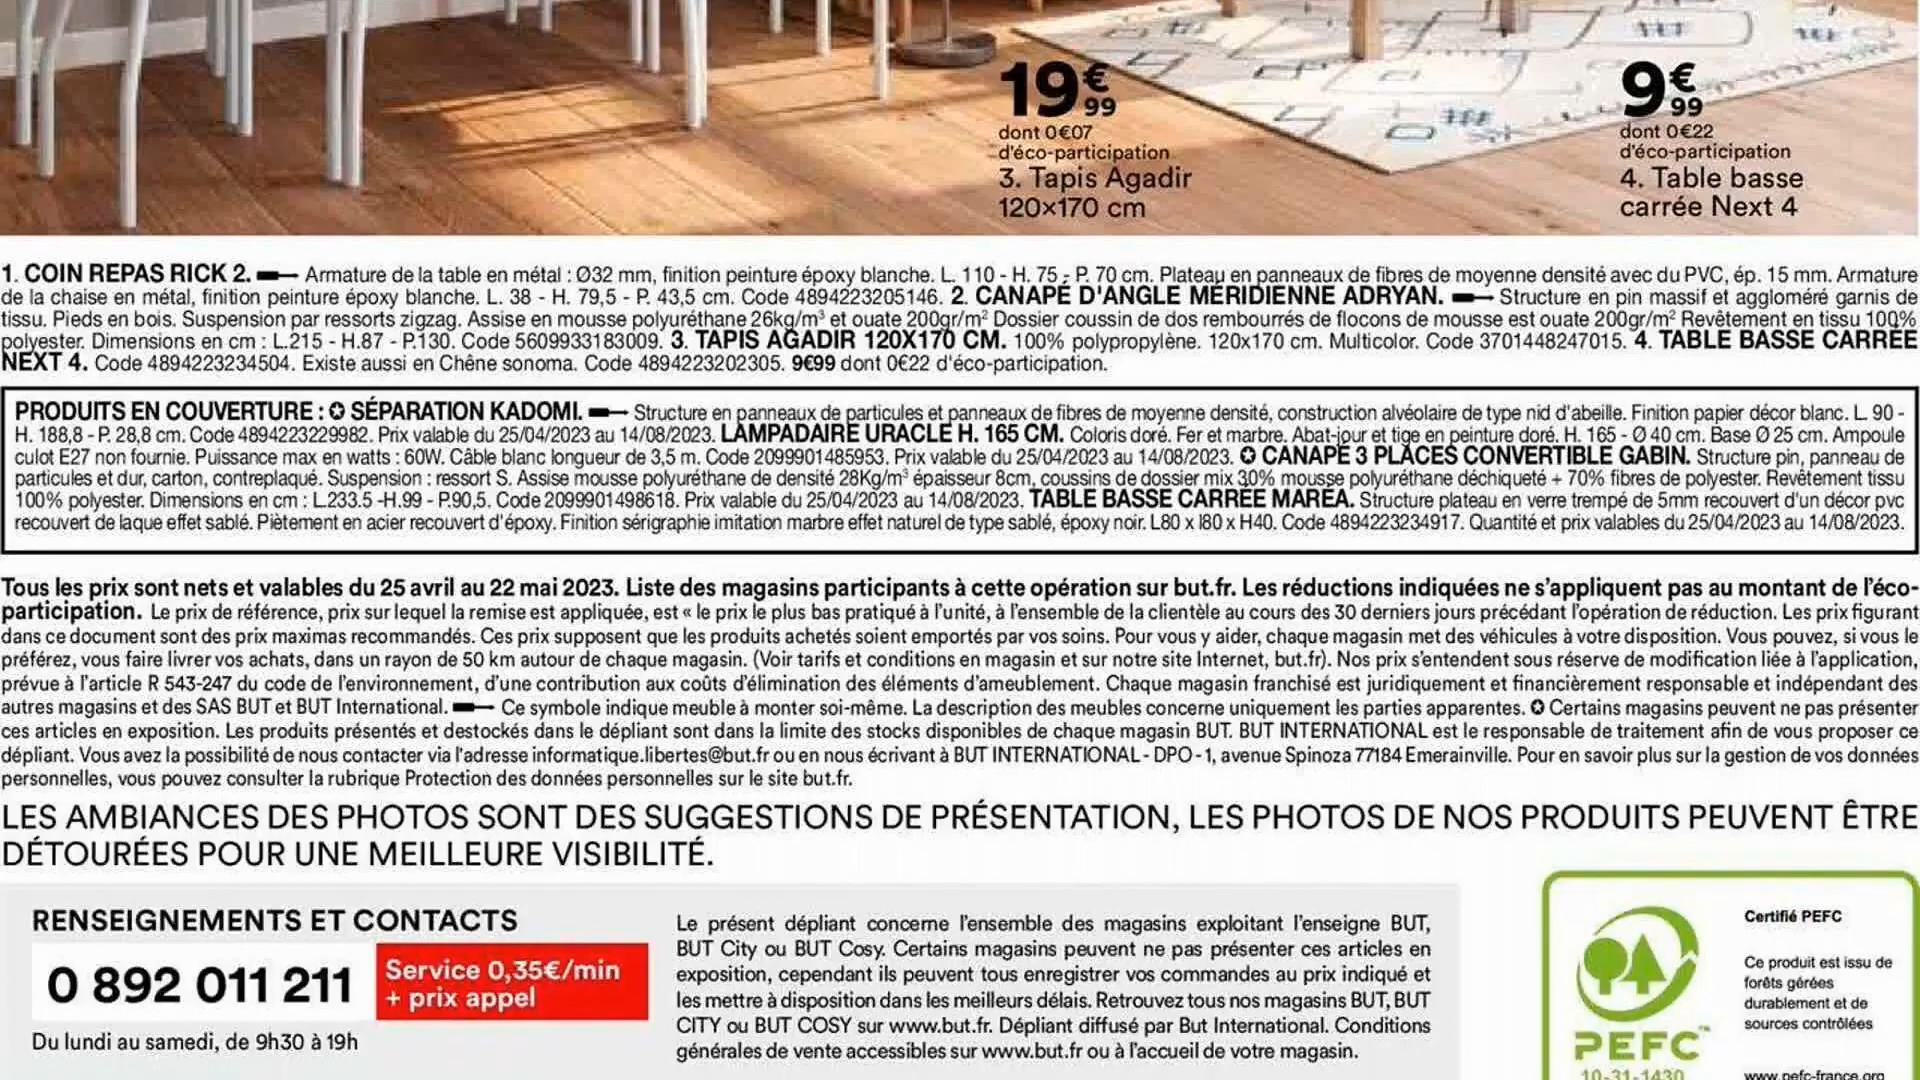 19€99
dont 0€07
d'éco-participation
3. Tapis Agadir
120x170 cm
9€99
dont 0€22
d'éco-participation
4. Table basse
carrée Next 4
1. COIN REPAS RICK 2. Armature de la table en métal : Ø32 mm, finition peinture époxy blanche. L. 110 - H. 75 - P. 70 cm. Plateau en panneaux de fibres de moyenne densité avec du PVC, ép. 15 mm. Armature
de la chaise en métal, finition peinture époxy blanche. L. 38 - H. 79,5 - P. 43,5 cm. Code 4894223205146. 2. CANAPÉ D'ANGLE MÉRIDIENNE ADRYAN. Structure en pin massif et aggloméré garnis de
tissu. Pieds en bois. Suspension par ressorts zigzag. Assise en mousse polyuréthane 26kg/m³ et ouate 200gr/m² Dossier coussin de dos rembourrés de flocons de mousse est ouate 200gr/m² Revêtement en tissu 100%
polyester. Dimensions en cm : L.215 - H.87 - P.130. Code 5609933183009. 3. TAPIS AGADIR 120X170 CM. 100% polypropylène. 120x170 cm. Multicolor. Code 3701448247015. 4. TABLE BASSE CARRÉE
NEXT 4. Code 4894223234504. Existe aussi en Chêne sonoma. Code 4894223202305. 9€99 dont 0€22 d'éco-participation.
PRODUITS EN COUVERTURE : ✪ SÉPARATION KADOMI. Structure en panneaux de particules et panneaux de fibres de moyenne densité, construction alvéolaire de type nid d'abeille. Finition papier décor blanc. L. 90 -
H. 188,8 - P. 28,8 cm. Code 4894223229982. Prix valable du 25/04/2023 au 14/08/2023. LAMPADAIRE URACLE H. 165 CM. Coloris doré. Fer et marbre. Abat-jour et tige en peinture doré. H. 165 - Ø 40 cm. Base Ø 25 cm. Ampoule
culot E27 non fournie. Puissance max en watts : 60W. Câble blanc longueur de 3,5 m. Code 2099901485953. Prix valable du 25/04/2023 au 14/08/2023. ✪ CANAPÉ 3 PLACES CONVERTIBLE GABIN. Structure pin, panneau de
particules et dur, carton, contreplaqué. Suspension : ressort S. Assise mousse polyuréthane de densité 28Kg/m³ épaisseur 8cm, coussins de dossier mix 30% mousse polyuréthane déchiqueté + 70% fibres de polyester. Revêtement tissu
100% polyester. Dimensions en cm : L.233.5 -H.99 - P.90,5. Code 2099901498618. Prix valable du 25/04/2023 au 14/08/2023. TABLE BASSE CARRÉE MARÉA. Structure plateau en verre trempé de 5mm recouvert d'un décor pvc
recouvert de laque effet sablé. Piètement en acier recouvert d'époxy. Finition sérigraphie imitation marbre effet naturel de type sablé, époxy noir. L80 x l80 x H40. Code 4894223234917. Quantité et prix valables du 25/04/2023 au 14/08/2023.
Tous les prix sont nets et valables du 25 avril au 22 mai 2023. Liste des magasins participants à cette opération sur but.fr. Les réductions indiquées ne s'appliquent pas au montant de l'éco-
participation. Le prix de référence, prix sur lequel la remise est appliquée, est « le prix le plus bas pratiqué à l'unité, à l'ensemble de la clientèle au cours des 30 derniers jours précédant l'opération de réduction. Les prix figurant
dans ce document sont des prix maximas recommandés. Ces prix supposent que les produits achetés soient emportés par vos soins. Pour vous y aider, chaque magasin met des véhicules à votre disposition. Vous pouvez, si vous le
préférez, vous faire livrer vos achats, dans un rayon de 50 km autour de chaque magasin. (Voir tarifs et conditions en magasin et sur notre site Internet, but.fr). Nos prix s'entendent sous réserve de modification liée à l'application,
prévue à l'article R 543-247 du code de l'environnement, d'une contribution aux coûts d'élimination des éléments d'ameublement. Chaque magasin franchisé est juridiquement et financièrement responsable et indépendant des
autres magasins et des SAS BUT et BUT International. Ce symbole indique meuble à monter soi-même. La description des meubles concerne uniquement les parties apparentes. ✪ Certains magasins peuvent ne pas présenter
ces articles en exposition. Les produits présentés et destockés dans le dépliant sont dans la limite des stocks disponibles de chaque magasin BUT. BUT INTERNATIONAL est le responsable de traitement afin de vous proposer ce
dépliant. Vous avez la possibilité de nous contacter via l'adresse informatique.libertes@but.fr ou en nous écrivant à BUT INTERNATIONAL - DPO - 1, avenue Spinoza 77184 Emerainville. Pour en savoir plus sur la gestion de vos données
personnelles, vous pouvez consulter la rubrique Protection des données personnelles sur le site but.fr.
LES AMBIANCES DES PHOTOS SONT DES SUGGESTIONS DE PRÉSENTATION, LES PHOTOS DE NOS PRODUITS PEUVENT ÊTRE
DÉTOURÉES POUR UNE MEILLEURE VISIBILITÉ.
RENSEIGNEMENTS ET CONTACTS
0 892 011 211
Service 0,35€/min
+ prix appel
Du lundi au samedi, de 9h30 à 19h
Le présent dépliant concerne l'ensemble des magasins exploitant l'enseigne BUT,
BUT City ou BUT Cosy. Certains magasins peuvent ne pas présenter ces articles en
exposition, cependant ils peuvent tous enregistrer vos commandes au prix indiqué et
les mettre à disposition dans les meilleurs délais. Retrouvez tous nos magasins BUT, BUT
CITY ou BUT COSY sur www.but.fr. Dépliant diffusé par But International. Conditions
générales de vente accessibles sur www.but.fr ou à l'accueil de votre magasin.
PEFC™
10-31-1430
Certifié PEFC
Ce produit est issu de
forêts gérées
durablement et de
sources contrôlées
www.pefc-france.org